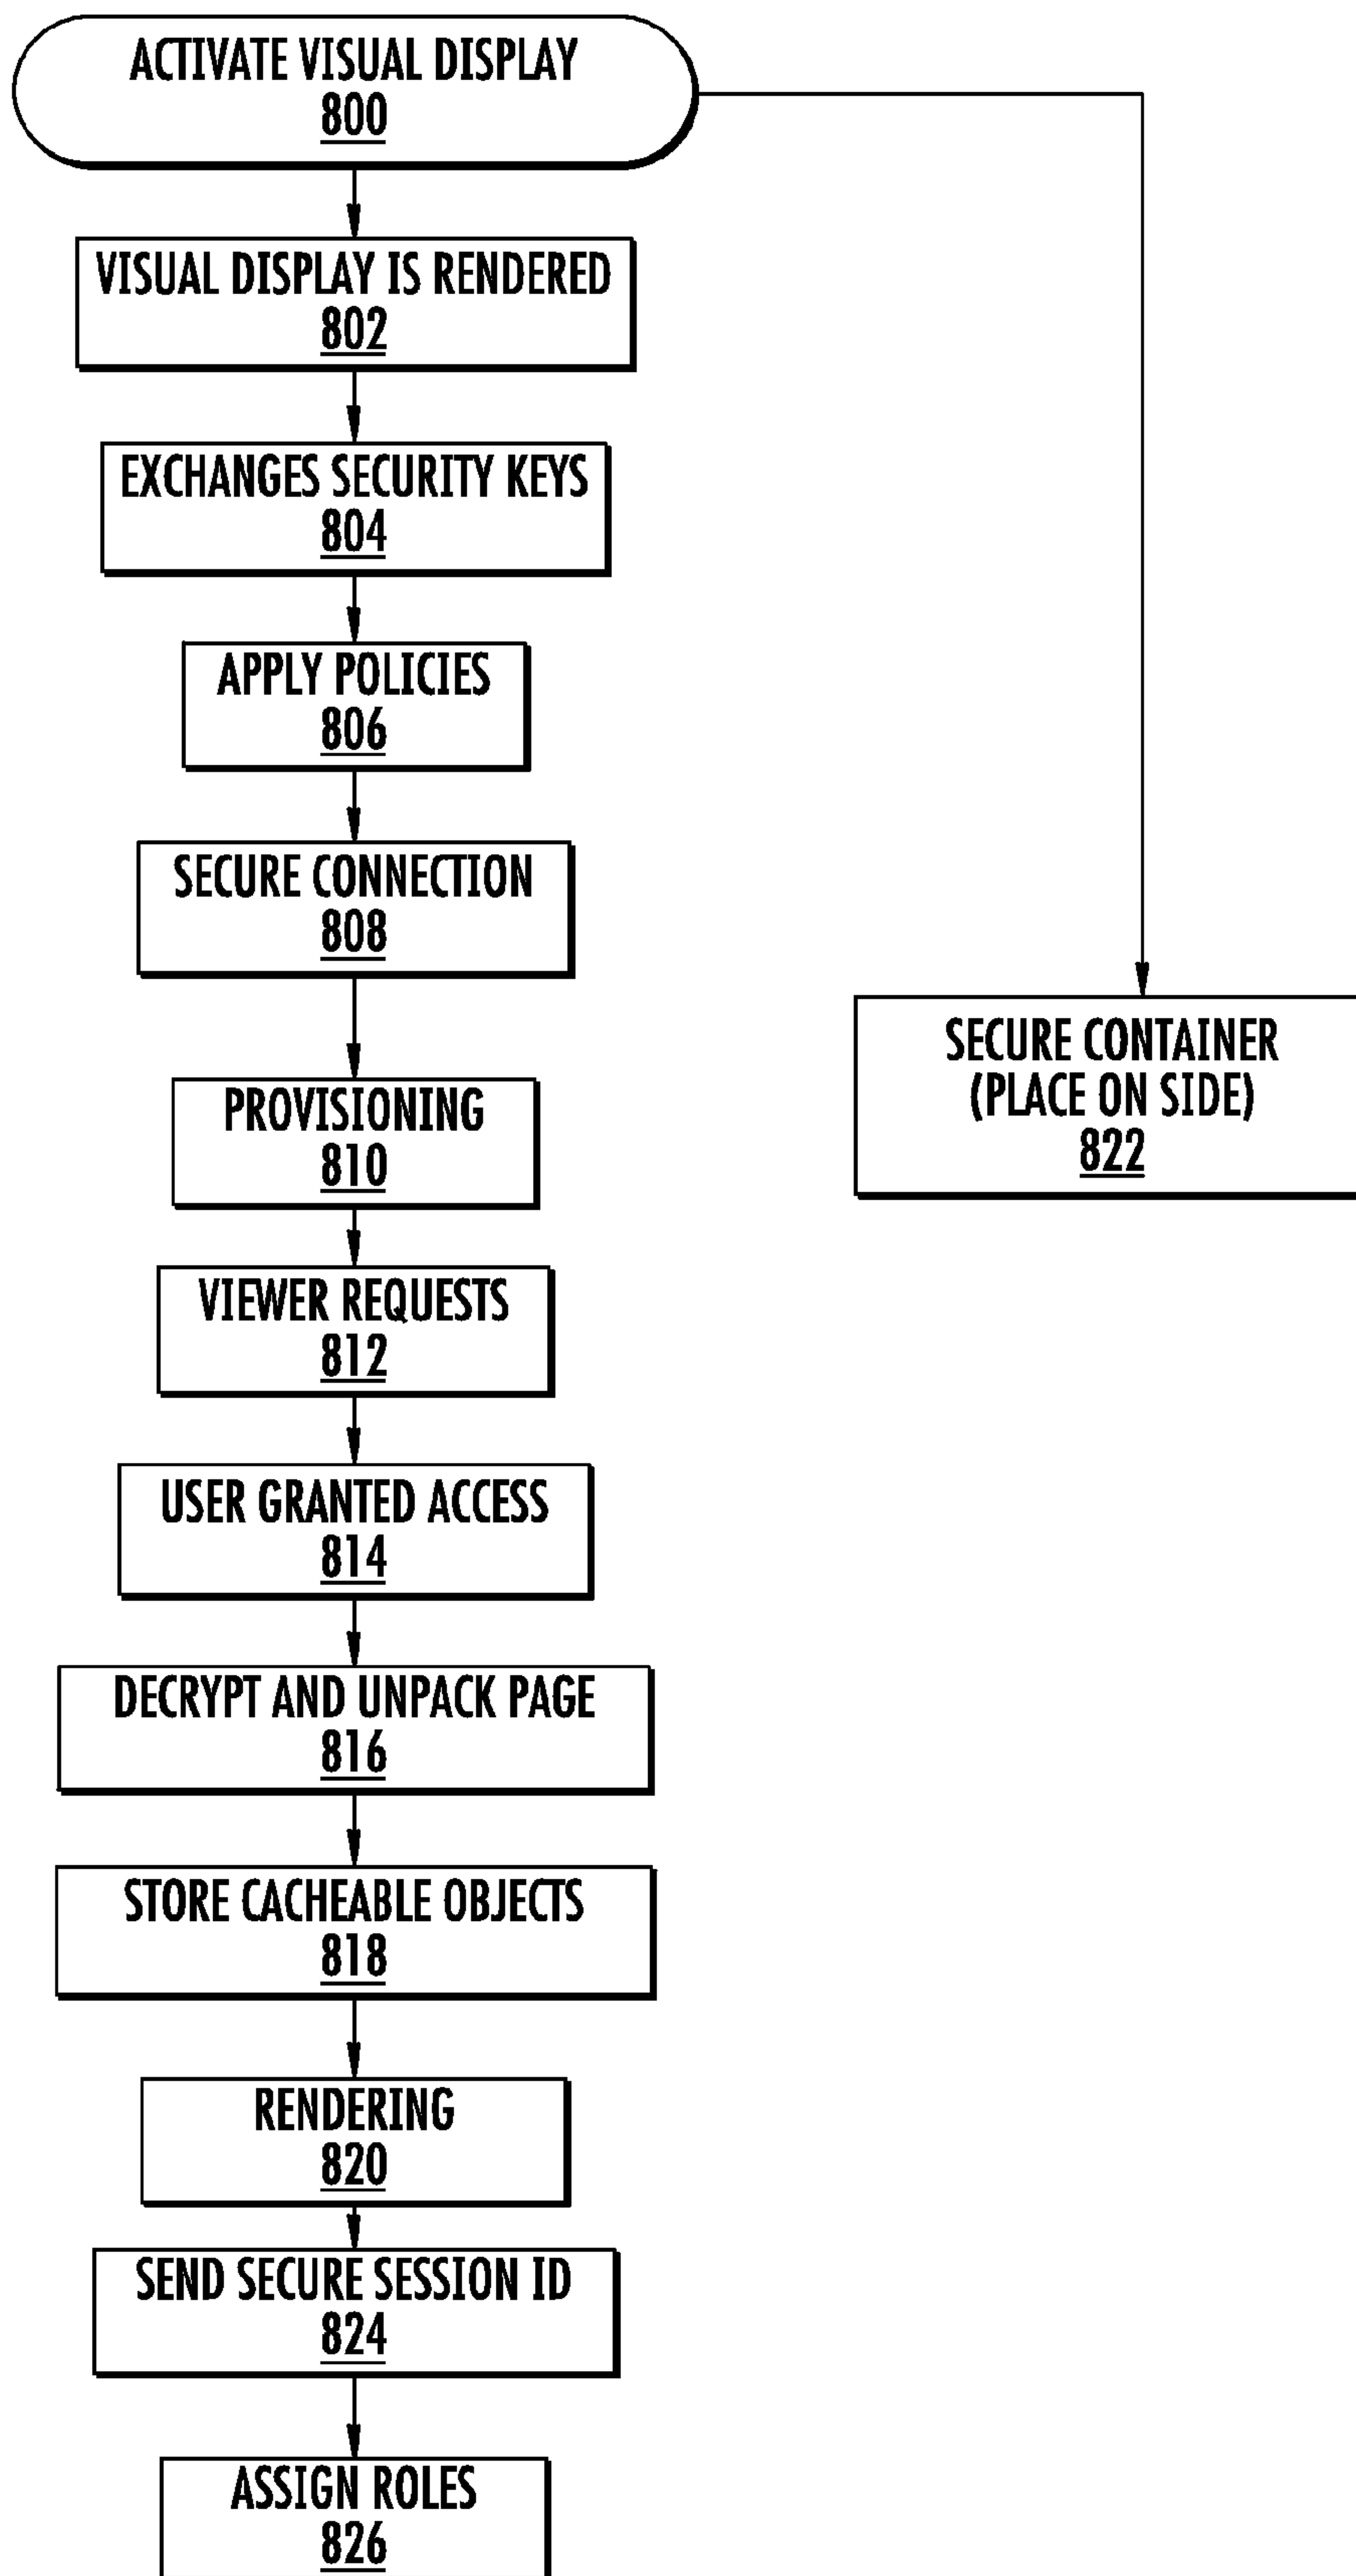 ACTIVATE VISUAL DISPLAY
800
VISUAL DISPLAY IS RENDERED
802
EXCHANGES SECURITY KEYS
804
APPLY POLICIES
806
SECURE CONNECTION
808
SECURE CONTAINER
(PLACE ON SIDE)
822
PROVISIONING
810
VIEWER REQUESTS
812
USER GRANTED ACCESS
814
DECRYPT AND UNPACK PAGE
816
STORE CACHEABLE OBJECTS
818
RENDERING
820
SEND SECURE SESSION ID
824
ASSIGN ROLES
826